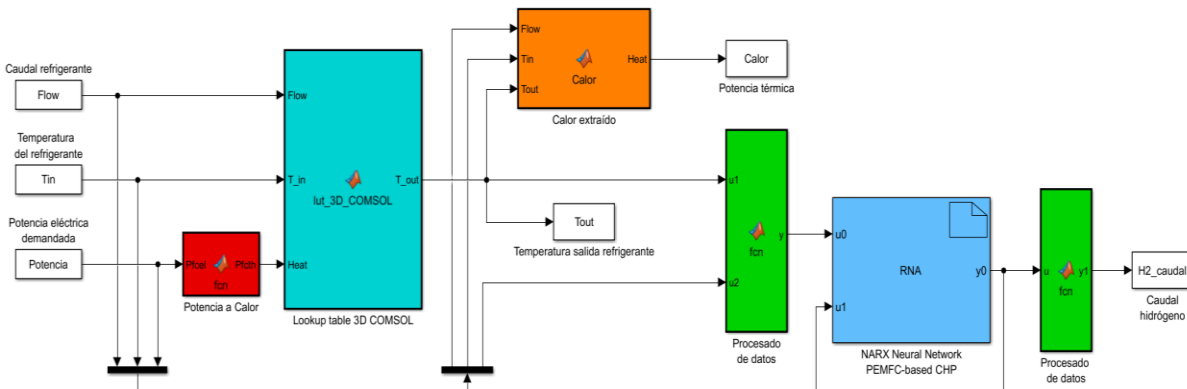 Caudal refrigerante
Flow
Temperatura
del refrigerante
Tin
Potencia eléctrica
demandada
Potencia
Pfcel
Pfcth
fcn
Potencia a Calor
Flow
T_in
T_out
lut_3D_COMSOL
Heat
Lookup table 3D COMSOL
Flow
Tin
Heat
Calor
Tout
Calor extraído
Calor
Potencia térmica
Tout
Temperatura salida refrigerante
u1
y
fcn
u2
Procesado
de datos
u0
RNA
y0
u1
NARX Neural Network
PEMFC-based CHP
u
y1
fcn
Procesado
de datos
H2_caudal
Caudal
hidrógeno